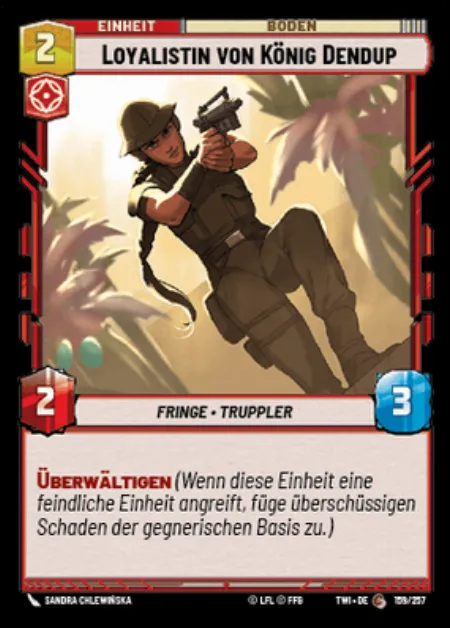 EINHEIT
BODEN
2
LOYALISTIN VON KÖNIG DENDUP
2
3
FRINGE • TRUPPLER
ÜBERWÄLTIGEN (Wenn diese Einheit eine
feindliche Einheit angreift, füge überschüssigen
Schaden der gegnerischen Basis zu.)
SANDRA CHLEWIŃSKA
© LFL © FFG
TWI • DE
C
159/257